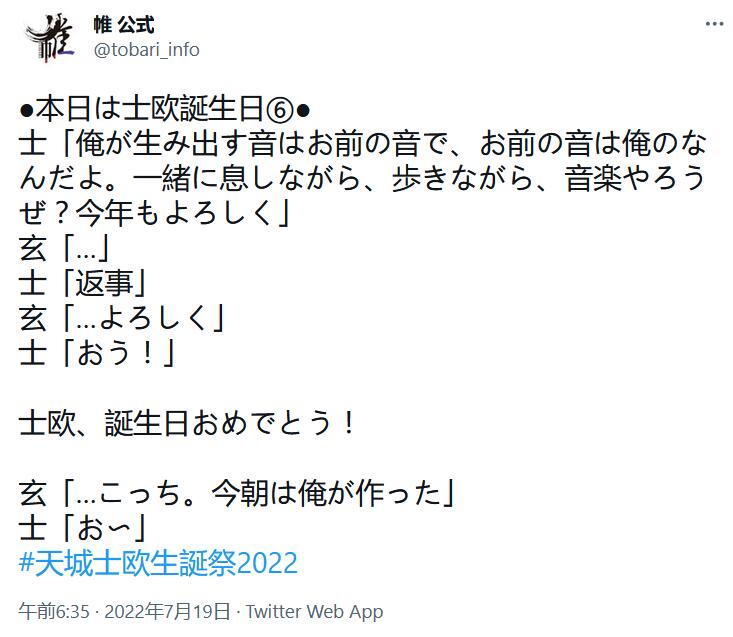 帷 公式
@tobari_info
●本日は士欧誕生日⑥●
士「俺が生み出す音はお前の音で、お前の音は俺のな
んだよ。一緒に息しながら、歩きながら、音楽やろう
ぜ？今年もよろしく」
玄「…」
士「返事」
玄「…よろしく」
士「おう！」
士欧、誕生日おめでとう！
玄「…こっち。今朝は俺が作った」
士「お〜」
#天城士欧生誕祭2022
午前6:35 · 2022年7月19日 · Twitter Web App